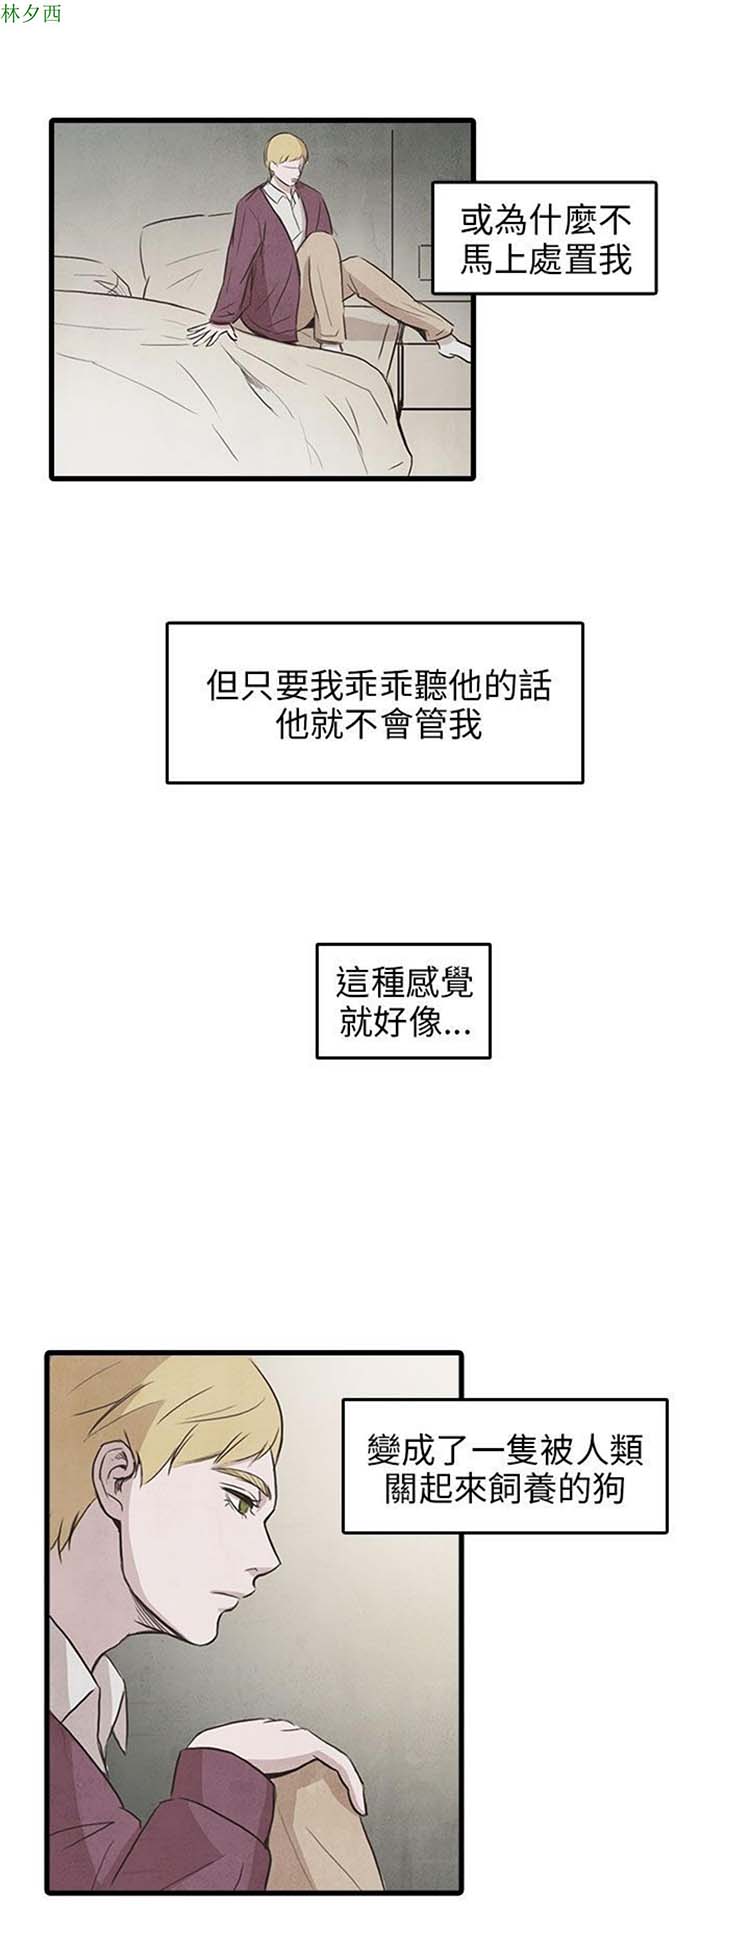 林夕西
或為什麼不
馬上處置我
但只要我乖乖聽他的話
他就不會管我
這種感覺
就好像...
變成了一隻被人類
關起來飼養的狗